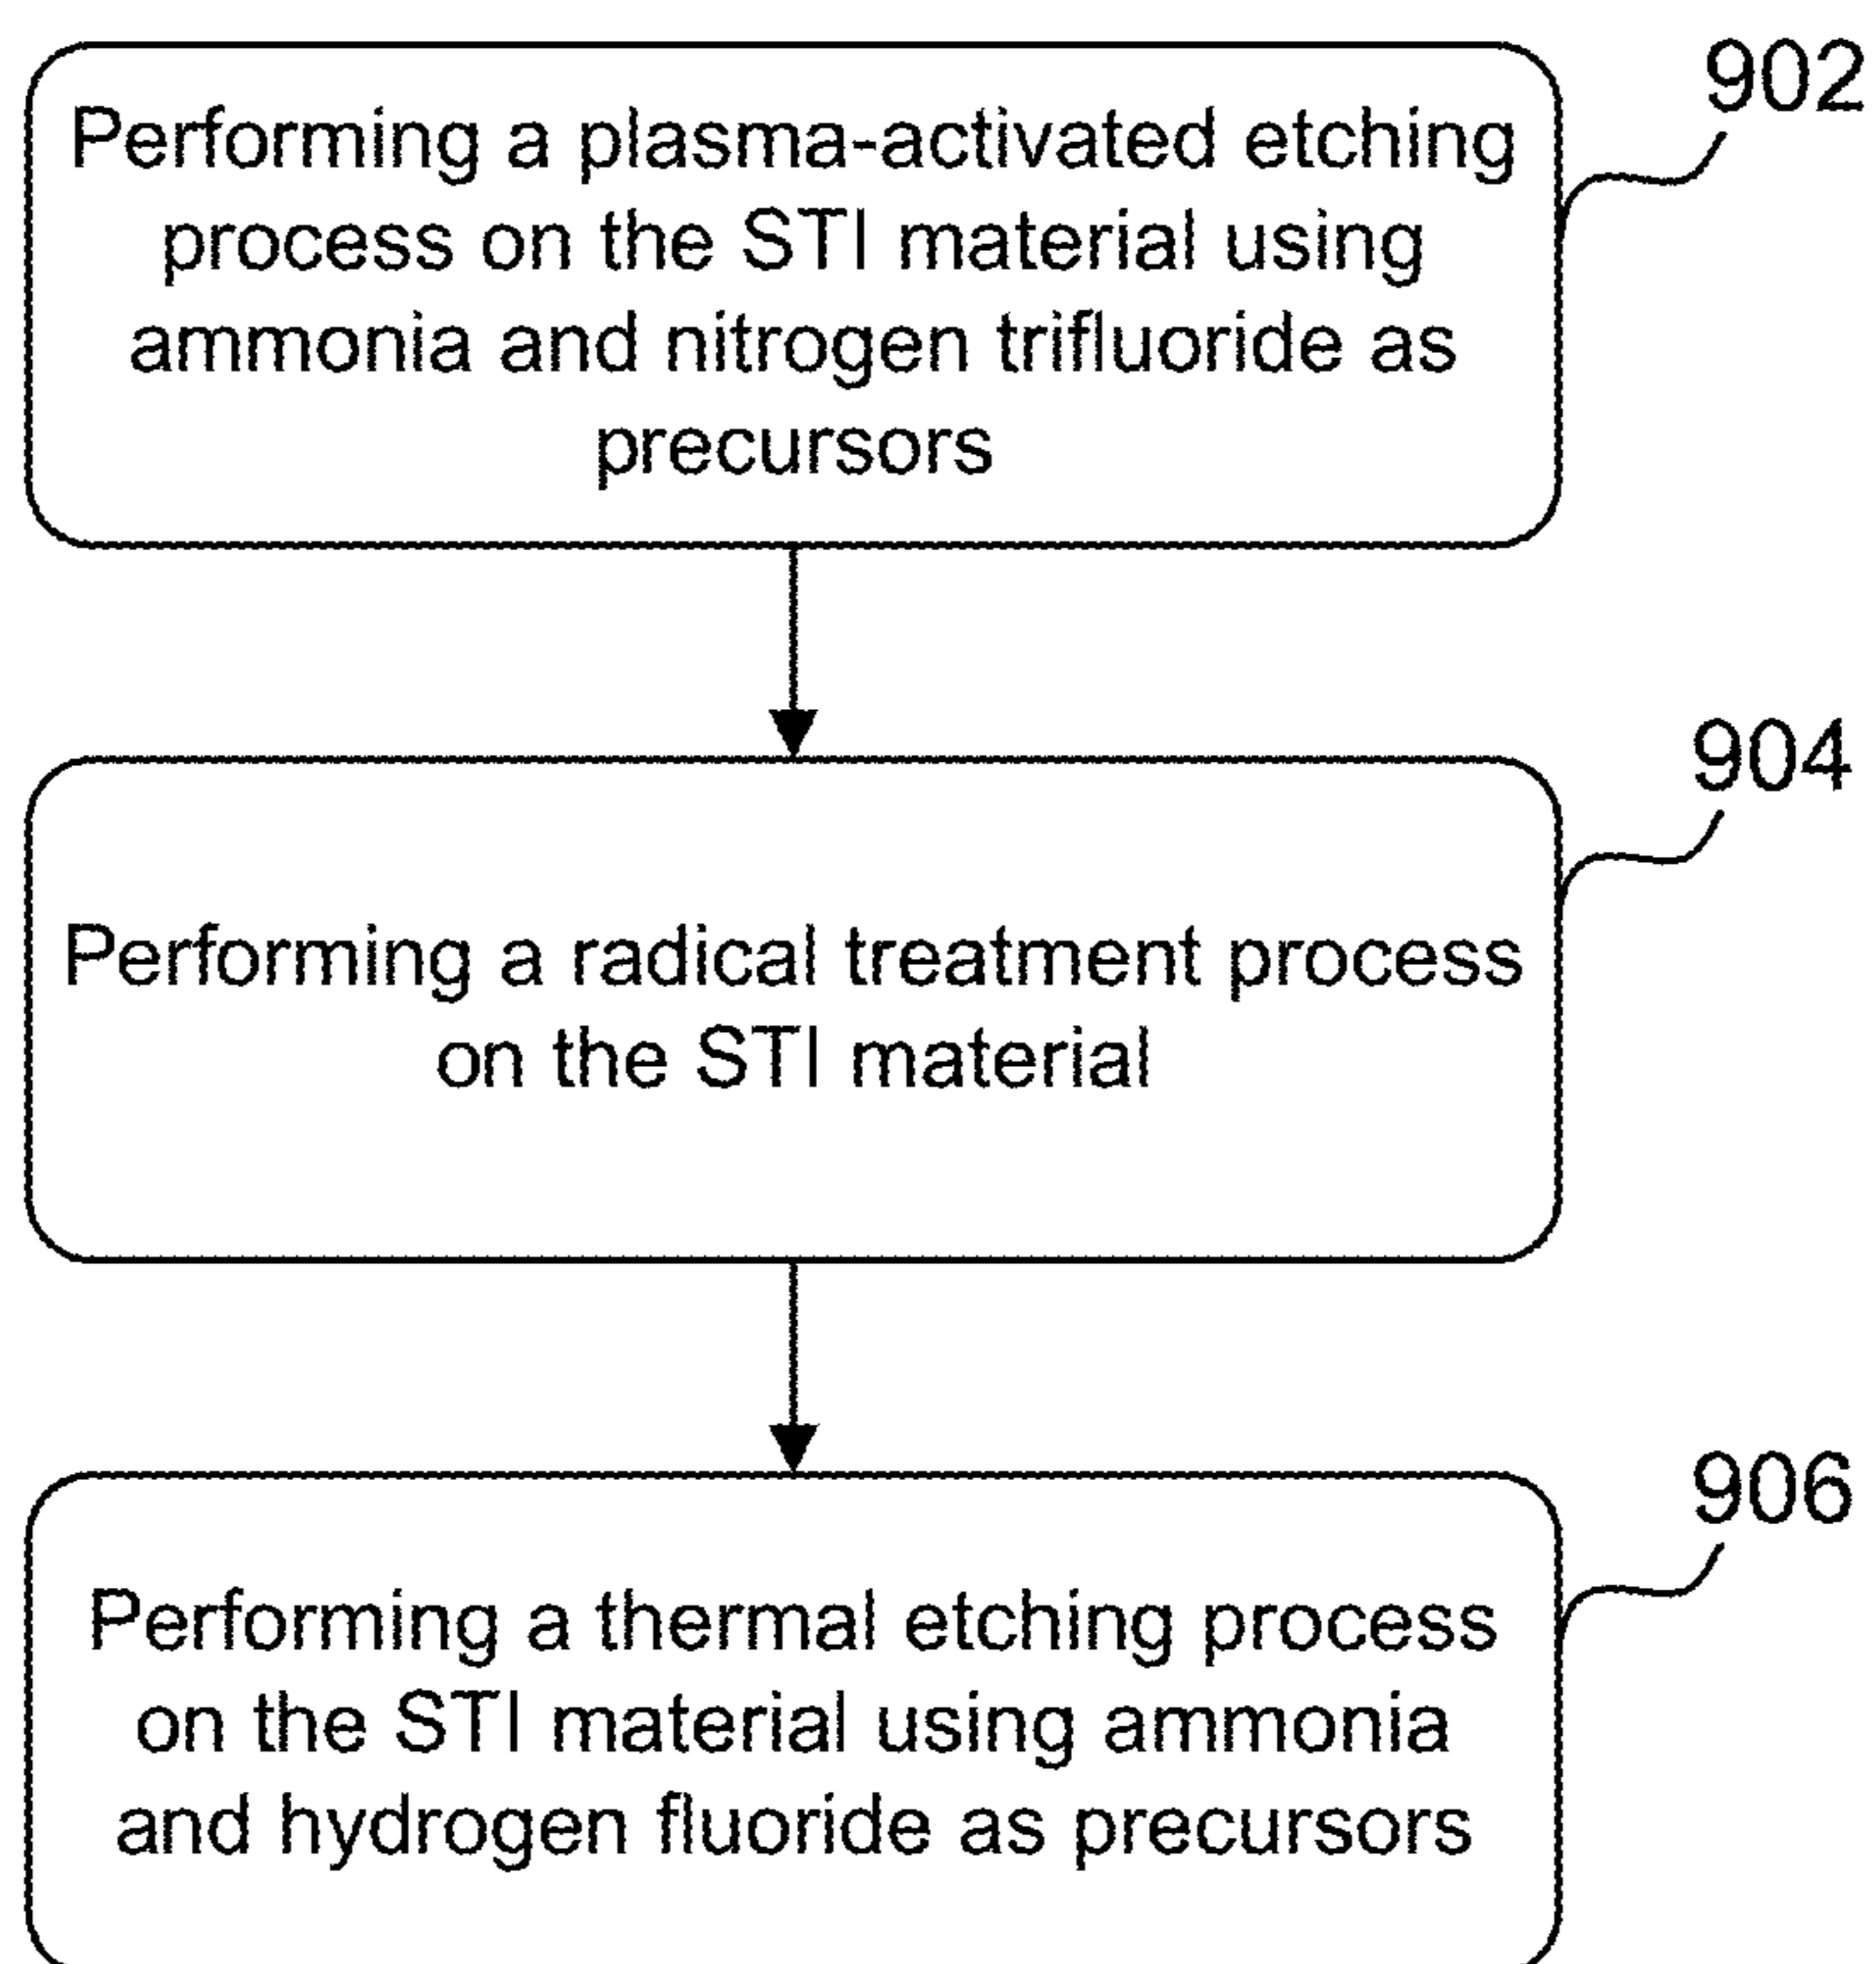 902
Performing a plasma-activated etching
process on the STI material using
ammonia and nitrogen trifluoride as
precursors
904
Performing a radical treatment process
on the STI material
906
Performing a thermal etching process
on the STI material using ammonia
and hydrogen fluoride as precursors